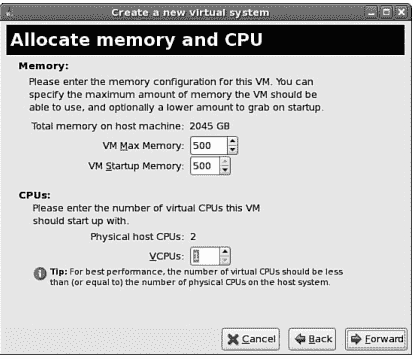 Create a new virtual system
Allocate memory and CPU
Memory:
Please enter the memory configuration for this VM. You can
specify the maximum amount of memory the VM should be
able to use, and optionally a lower amount to grab on startup.
Total memory on host machine: 2045 GB
VM Max Memory: 500
VM Startup Memory: 500
CPUs:
Please enter the number of virtual CPUs this VM
should start up with.
Physical host CPUs: 2
VCPUs: 1
Tip: For best performance, the number of virtual CPUs should be less
than (or equal to) the number of physical CPUs on the host system.
Cancel
Back
Forward